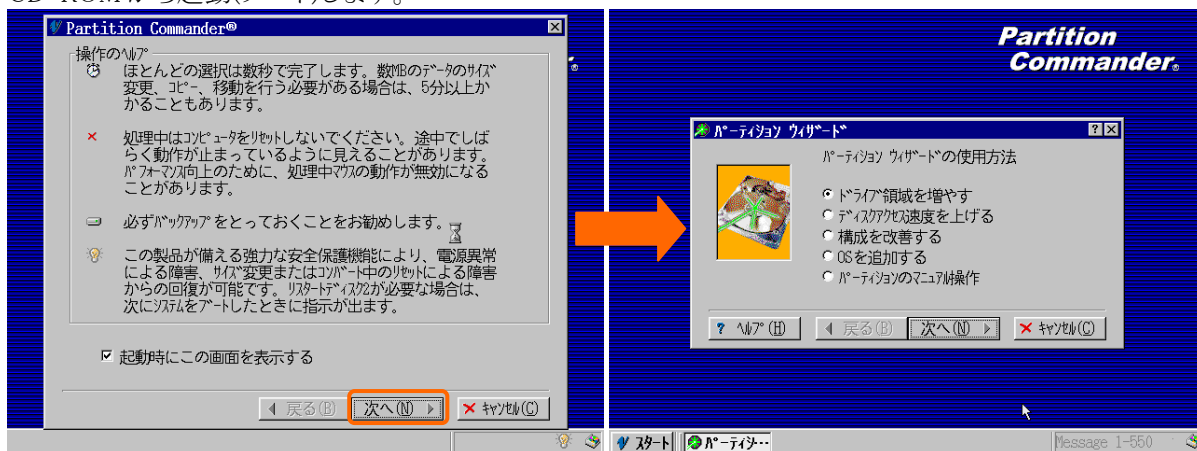 CD-ROMから起動(ブート)します。
Partition Commander®
操作のﾍﾙﾌﾟ
ほとんどの選択は数秒で完了します。数MBのﾃﾞｰﾀのｻｲｽﾞ
変更、ｺﾋﾟｰ、移動を行う必要がある場合は、5分以上か
かることもあります。
処理中はｺﾝﾋﾟｭｰﾀをﾘｾｯﾄしないでください。途中でしば
らく動作が止まっているように見えることがあります。
ﾊﾟﾌｫｰﾏﾝｽ向上のために、処理中ﾏｳｽの動作が無効になる
ことがあります。
必ずﾊﾞｯｸｱｯﾌﾟをとっておくことをお勧めします。
この製品が備える強力な安全保護機能により、電源異常
による障害、ｻｲｽﾞ変更またはｺﾝﾊﾞｰﾄ中のﾘｾｯﾄによる障害
からの回復が可能です。ﾘｽﾀｰﾄﾃﾞｨｽｸ2が必要な場合は、
次にｼｽﾃﾑをﾌﾞｰﾄしたときに指示が出ます。
起動時にこの画面を表示する
戻る(B)
次へ(N)
ｷｬﾝｾﾙ(C)
Partition
Commander®
ﾊﾟｰﾃｨｼｮﾝ ｳｨｻﾞｰﾄﾞ
ﾊﾟｰﾃｨｼｮﾝ ｳｨｻﾞｰﾄﾞの使用方法
ﾄﾞﾗｲﾌﾞ領域を増やす
ﾃﾞｨｽｸｱｸｾｽ速度を上げる
構成を改善する
OSを追加する
ﾊﾟｰﾃｨｼｮﾝのﾏﾆｭｱﾙ操作
? ﾍﾙﾌﾟ(H)
戻る(B)
次へ(N)
ｷｬﾝｾﾙ(C)
ｽﾀｰﾄ
ﾊﾟｰﾃｨｼ･･･
Message 1-550